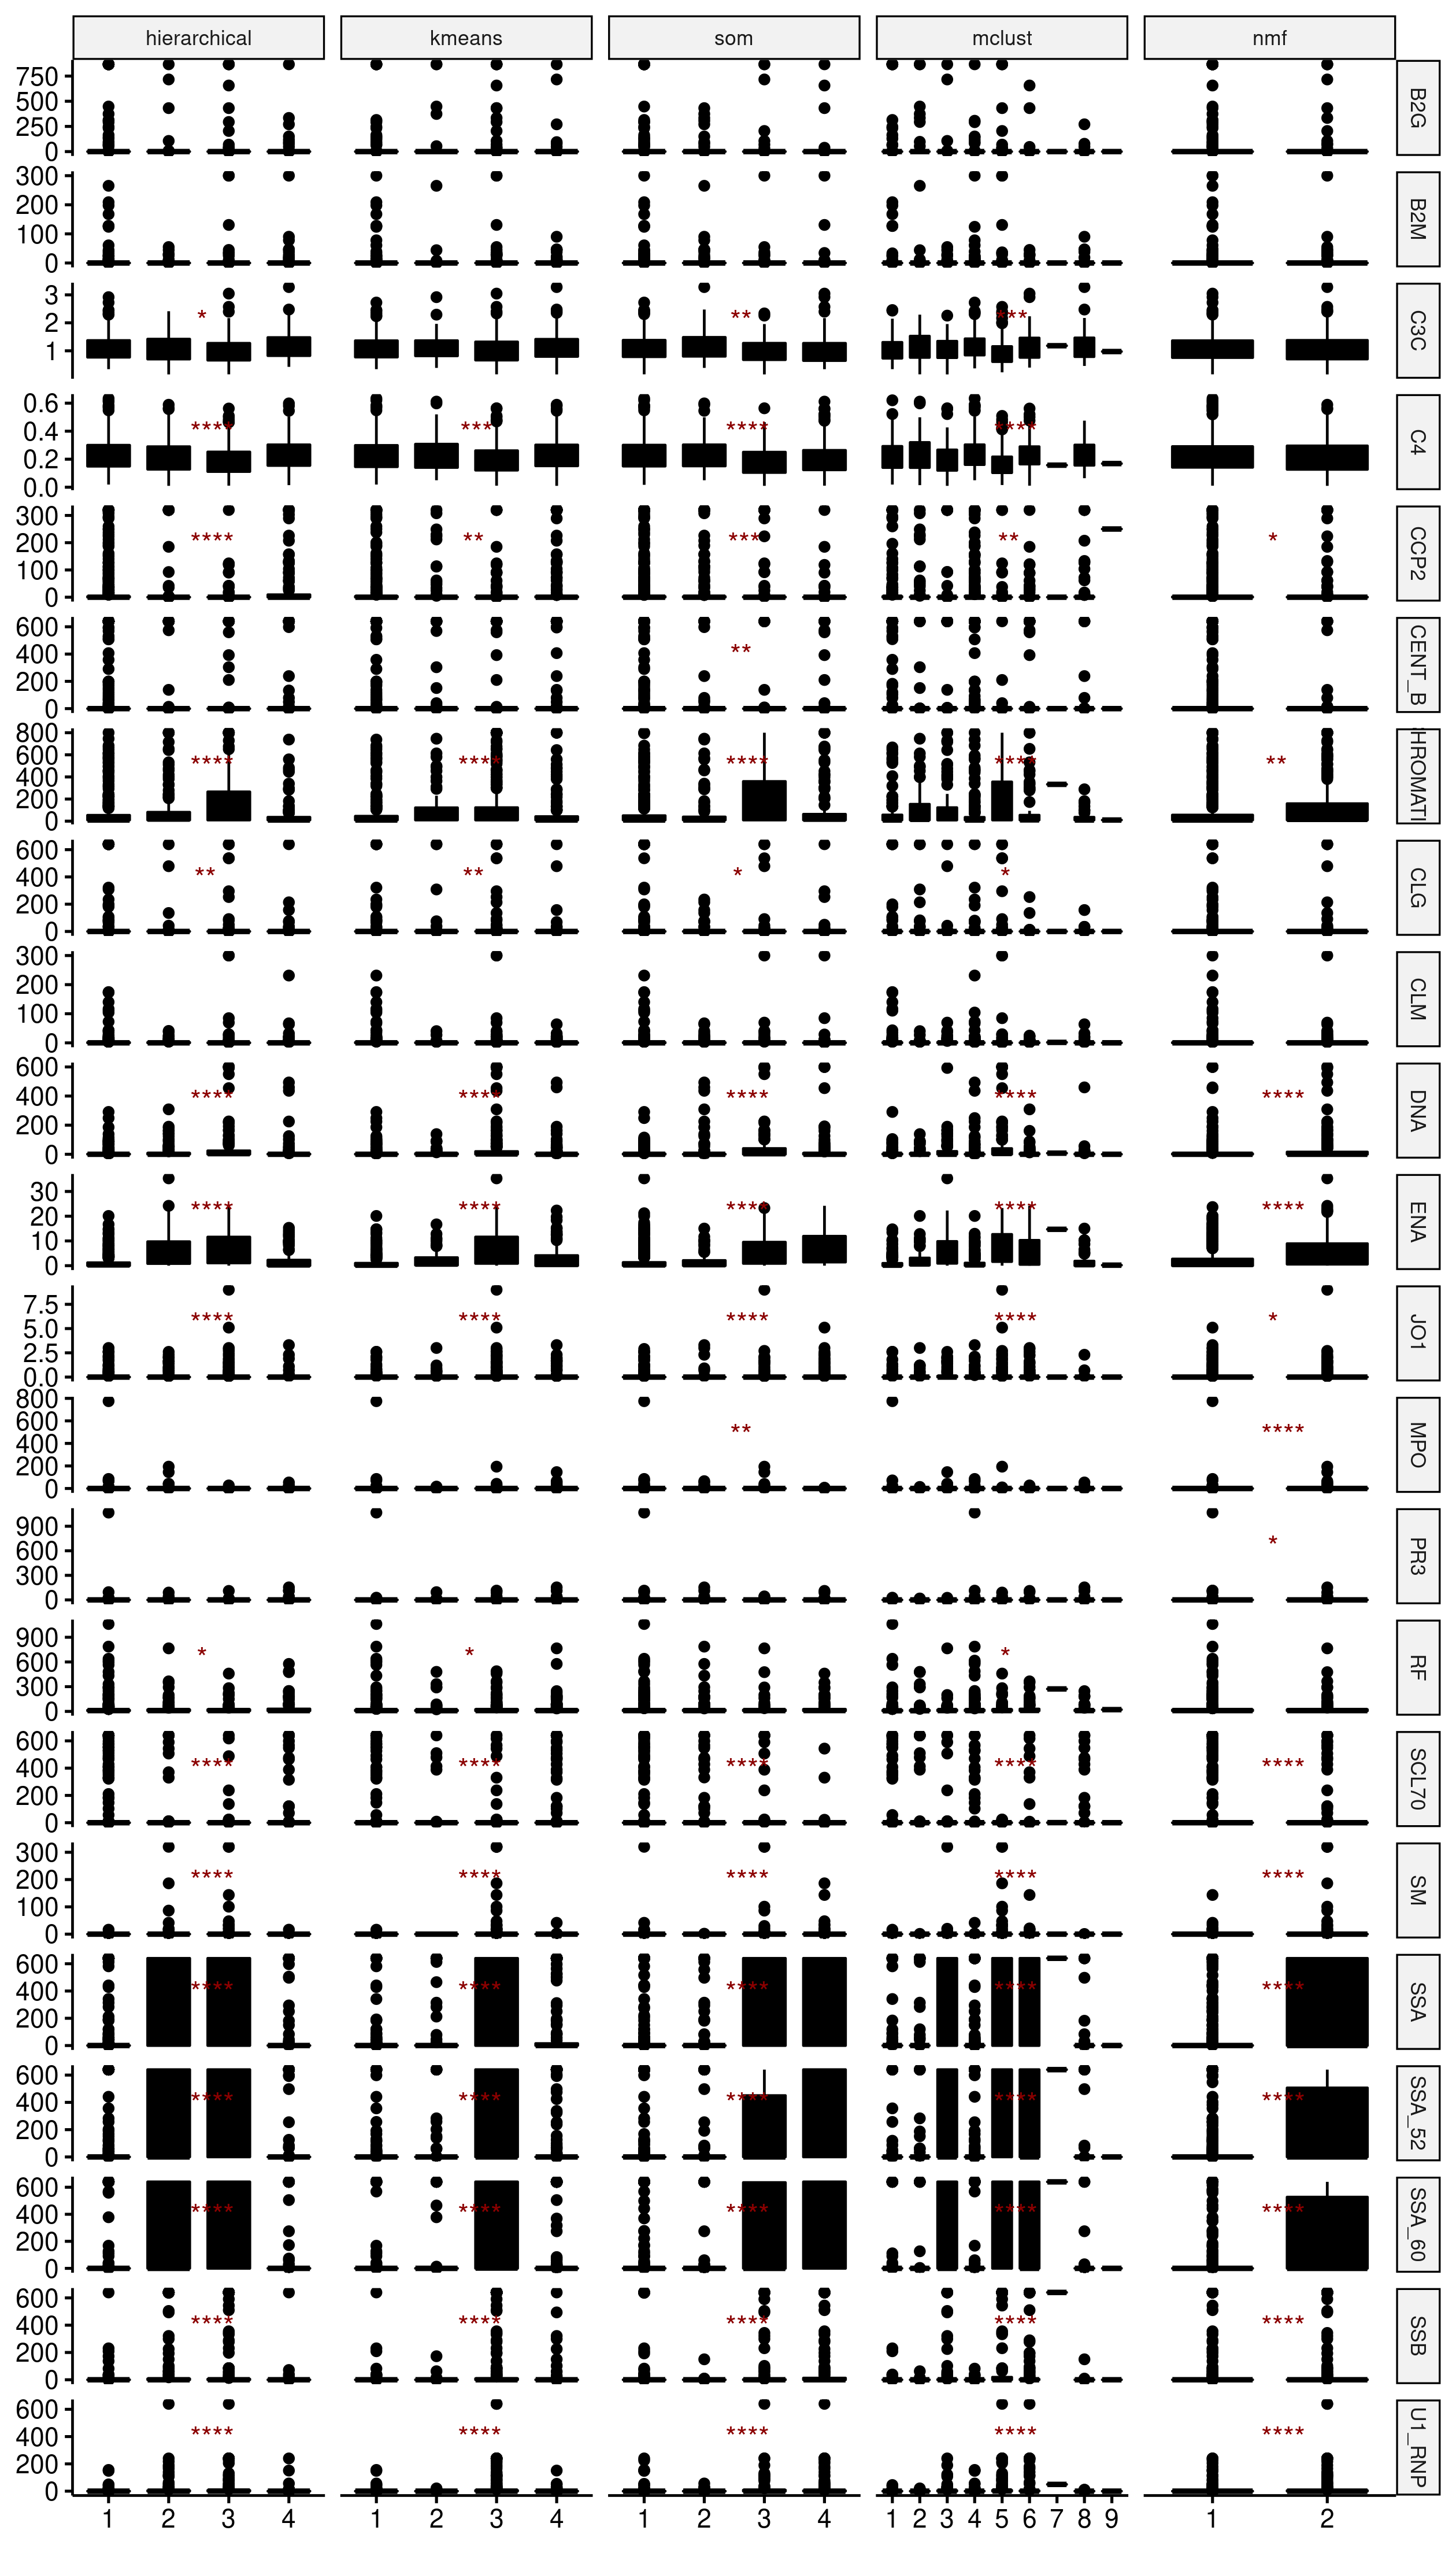 hierarchical kmeans som mclust nmf
750
500
250
0
B2G
300
200
100
0
B2M
3
2
1
* ** ***
C3C
0.6
0.4
0.2
0.0
**** *** **** ****
C4
300
200
100
0
**** ** *** ** *
CCP2
600
400
200
0
**
CENT_B
800
600
400
200
0
**** **** **** **** **
HROMATI
600
400
200
0
** ** * *
CLG
300
200
100
0
CLM
600
400
200
0
**** **** **** **** ****
DNA
30
20
10
0
**** **** **** **** ****
ENA
7.5
5.0
2.5
0.0
**** **** **** **** *
JO1
800
600
400
200
0
** ****
MPO
900
600
300
0
*
PR3
900
600
300
0
* * *
RF
600
400
200
0
**** **** **** **** ****
SCL70
300
200
100
0
**** **** **** **** ****
SM
600
400
200
0
**** **** **** **** ****
SSA
600
400
200
0
**** **** **** **** ****
SSA_52
600
400
200
0
**** **** **** **** ****
SSA_60
600
400
200
0
**** **** **** **** ****
SSB
600
400
200
0
**** **** **** **** ****
U1_RNP
1 2 3 4 1 2 3 4 1 2 3 4 1 2 3 4 5 6 7 8 9 1 2